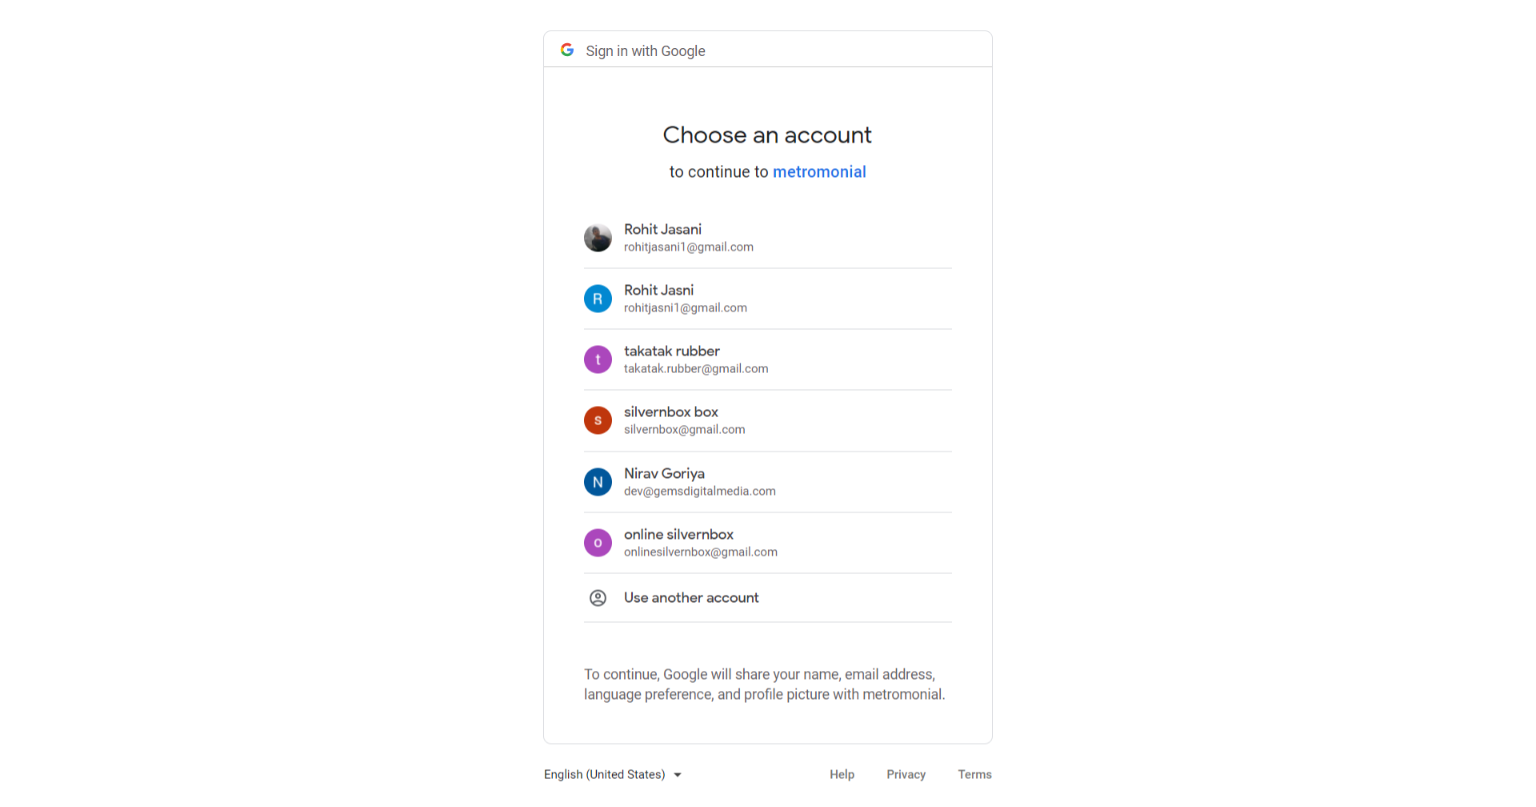 Sign in with Google
Choose an account
to continue to metromonial
Rohit Jasani
rohitjasani1@gmail.com
R
Rohit Jasni
rohitjasni1@gmail.com
t
takatak rubber
takatak.rubber@gmail.com
s
silvernbox box
silvernbox@gmail.com
N
Nirav Goriya
dev@gemsdigitalmedia.com
o
online silvernbox
onlinesilvernbox@gmail.com
Use another account
To continue, Google will share your name, email address,
language preference, and profile picture with metromonial.
English (United States)
Help Privacy Terms